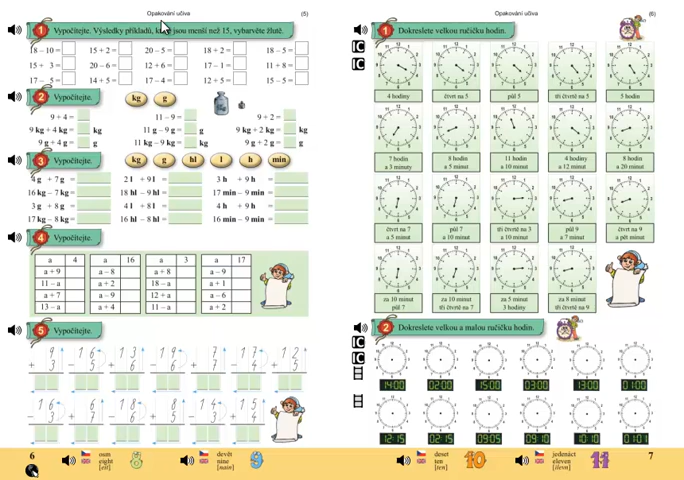 Opakování učiva
(5)
1 Vypočítejte. Výsledky příkladů, jsou menší než 15, vybarvěte žlutě.
18 – 10 = 15 + 2 = 20 – 5 = 18 + 2 = 18 – 5 =
15 + 3 = 20 – 6 = 12 + 6 = 17 – 1 = 11 + 8 =
17 – 5 = 14 + 5 = 17 – 4 = 12 + 5 = 15 – 5 =
2 Vypočítejte. kg g
9 + 4 = 11 – 9 = 9 + 2 =
9 kg + 4 kg = kg 11 g – 9 g = g 9 kg + 2 kg = kg
9 g + 4 g = g 11 kg – 9 kg = kg 9 g + 2 g = g
3 Vypočítejte. kg g hl l h min
4 g + 7 g = 2 l + 9 l = 3 h + 9 h =
16 kg – 7 kg = 18 hl – 9 hl = 17 min – 9 min =
3 g + 8 g = 4 l + 8 l = 4 h + 9 h =
17 kg – 8 kg = 16 hl – 8 hl = 16 min – 9 min =
4 Vypočítejte.
a 4 a 16 a 3 a 17
a + 9 a – 8 a + 8 a – 9
11 – a a + 2 18 – a a + 1
a + 7 a – 9 12 + a a – 6
13 – a a + 4 11 – a a + 2
5 Vypočítejte.
6
osm
eight
8
devět
nine
[nain]
9
Opakování učiva
(6)
1 Dokreslete velkou ručičku hodin.
4 hodiny čtvrt na 5 půl 5 tři čtvrtě na 5 5 hodin
7 hodin a 3 minuty
8 hodin a 5 minut
11 hodin a 10 minut
4 hodiny a 12 minut
8 hodin a 20 minut
čtvrt na 7 a 5 minut
půl 7 a 10 minut
tři čtvrtě na 3 a 10 minut
půl 9 a 7 minut
čtvrt na 9 a pět minut
za 10 minut půl 7
za 10 minut tři čtvrtě na 7
za 5 minut 3 hodiny
za 8 minut tři čtvrtě na 9
2 Dokreslete velkou a malou ručičku hodin.
14:00 02:00 15:00 03:00 13:00 01:00
12:15 02:15 09:05 09:10 10:10 01:01
deset
ten
[ten]
10
jedenáct
eleven
[ilevn]
11
7